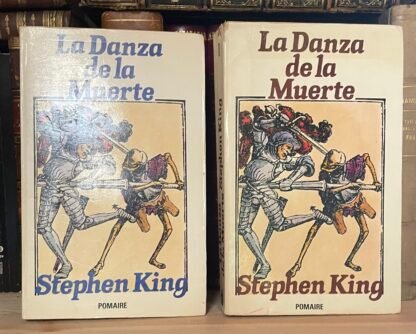 La Danza
de la
Muerte
Stephen King
POMAIRE
La Danza
de la
Muerte
Stephen King
POMAIRE